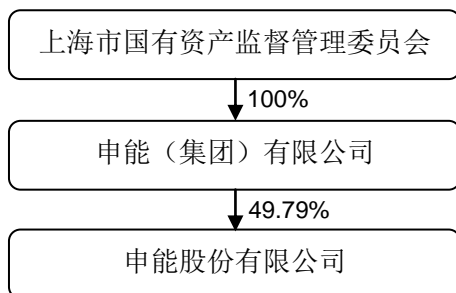 上海市国有资产监督管理委员会
100%
申能（集团）有限公司
49.79%
申能股份有限公司